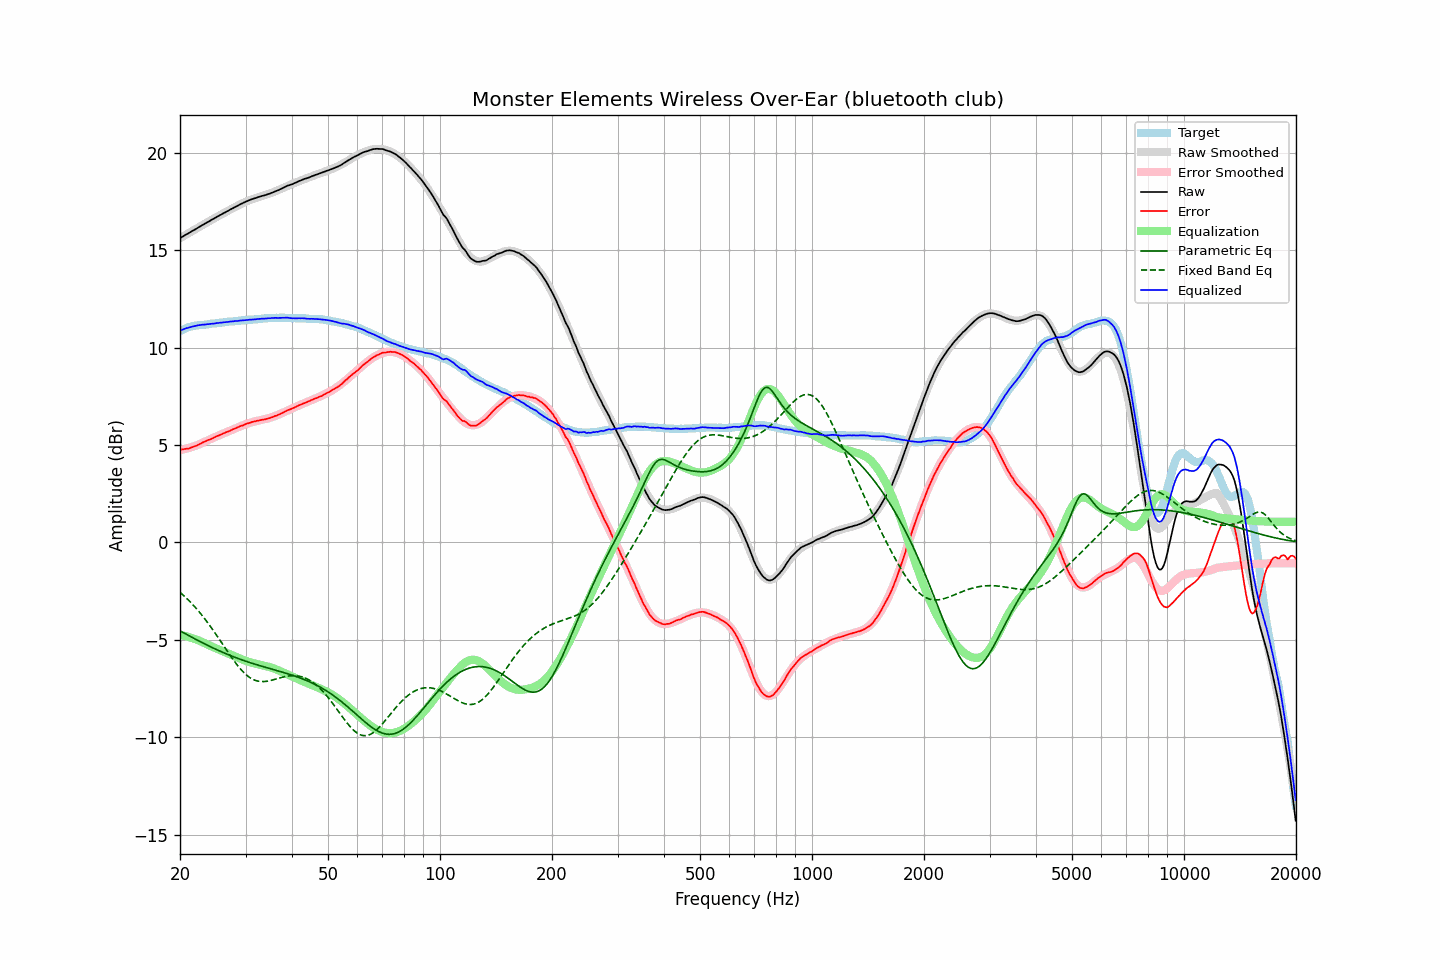 Monster Elements Wireless Over-Ear (bluetooth club)
Target
Raw Smoothed
Error Smoothed
Raw
Error
Equalization
Parametric Eq
Fixed Band Eq
Equalized
Amplitude (dBr)
20
15
10
5
0
−5
−10
−15
20 50 100 200 500 1000 2000 5000 10000 20000
Frequency (Hz)